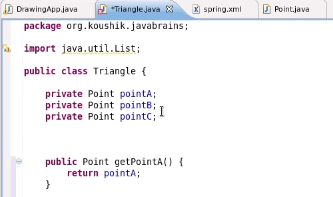 DrawingApp.java *Triangle.java spring.xml Point.java
package org.koushik.javabrains;
import java.util.List;
public class Triangle {
private Point pointA;
private Point pointB;
private Point pointC;
public Point getPointA() {
return pointA;
}